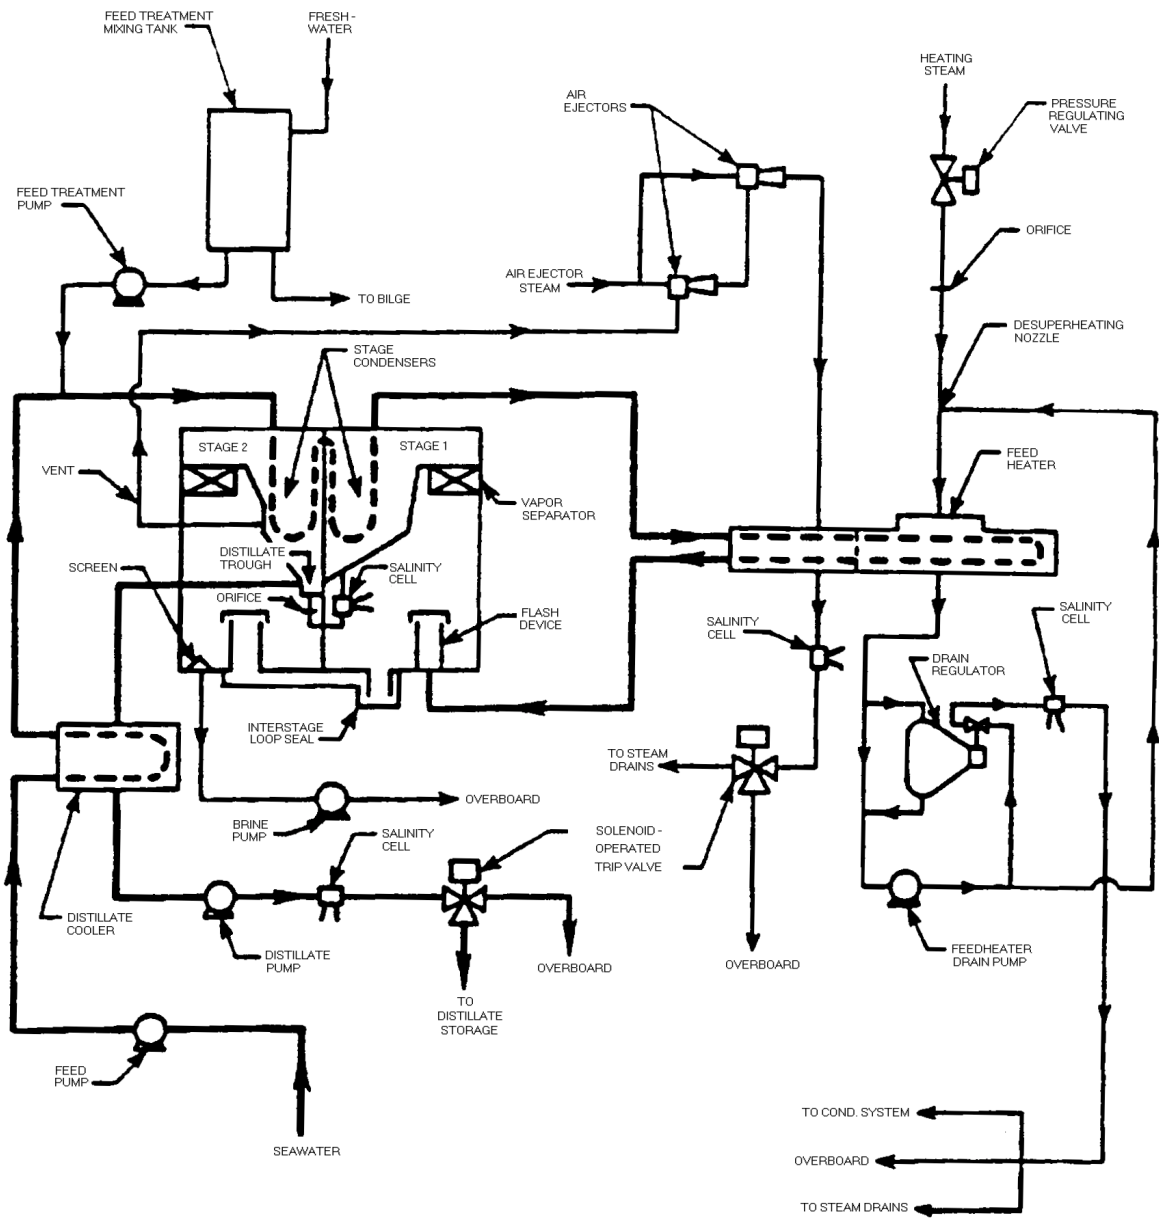 FEED TREATMENT
MIXING TANK
FRESH-
WATER
HEATING
STEAM
AIR
EJECTORS
PRESSURE
REGULATING
VALVE
FEED TREATMENT
PUMP
ORIFICE
AIR EJECTOR
STEAM
TO BILGE
DESUPERHEATING
NOZZLE
STAGE
CONDENSERS
STAGE 2
STAGE 1
VENT
FEED
HEATER
VAPOR
SEPARATOR
DISTILLATE
TROUGH
SCREEN
SALINITY
CELL
ORIFICE
FLASH
DEVICE
SALINITY
CELL
SALINITY
CELL
DRAIN
REGULATOR
INTERSTAGE
LOOP SEAL
TO STEAM
DRAINS
OVERBOARD
BRINE
PUMP
SALINITY
CELL
SOLENOID-
OPERATED
TRIP VALVE
DISTILLATE
COOLER
DISTILLATE
PUMP
OVERBOARD
OVERBOARD
FEEDHEATER
DRAIN PUMP
TO
DISTILLATE
STORAGE
FEED
PUMP
SEAWATER
TO COND. SYSTEM
OVERBOARD
TO STEAM DRAINS